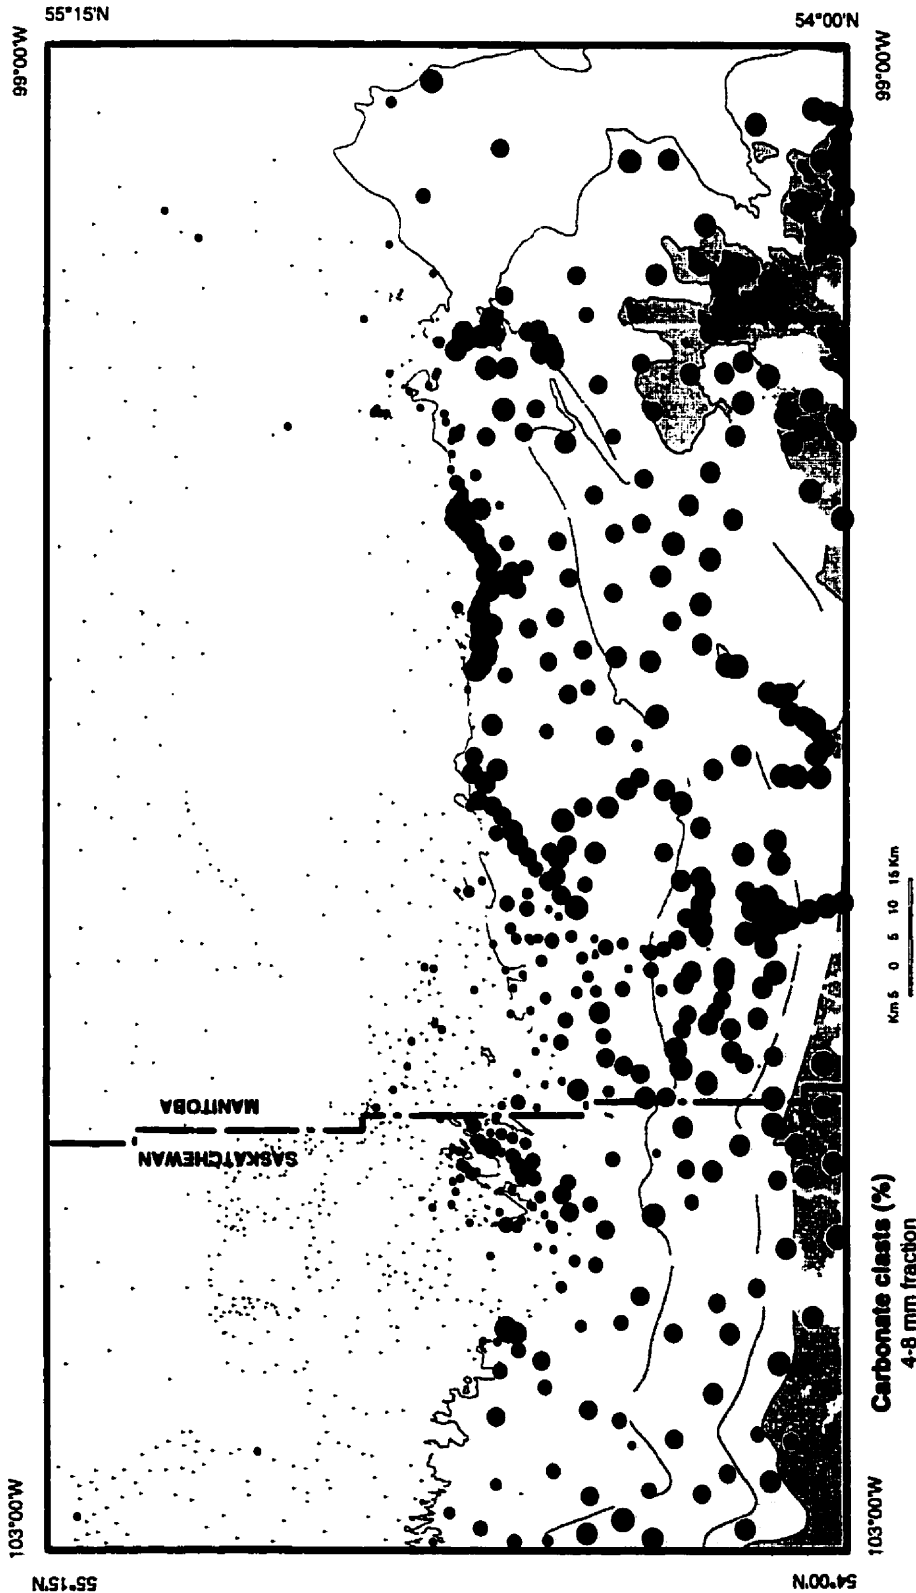 55°15'N
54°00'N
99°00'W
99°00'W
MANITOBA
SASKATCHEWAN
Km 5 0 5 10 15 Km
Carbonate clasts (%)
4-8 mm fraction
103°00'W
103°00'W
55°15'N
54°00'N